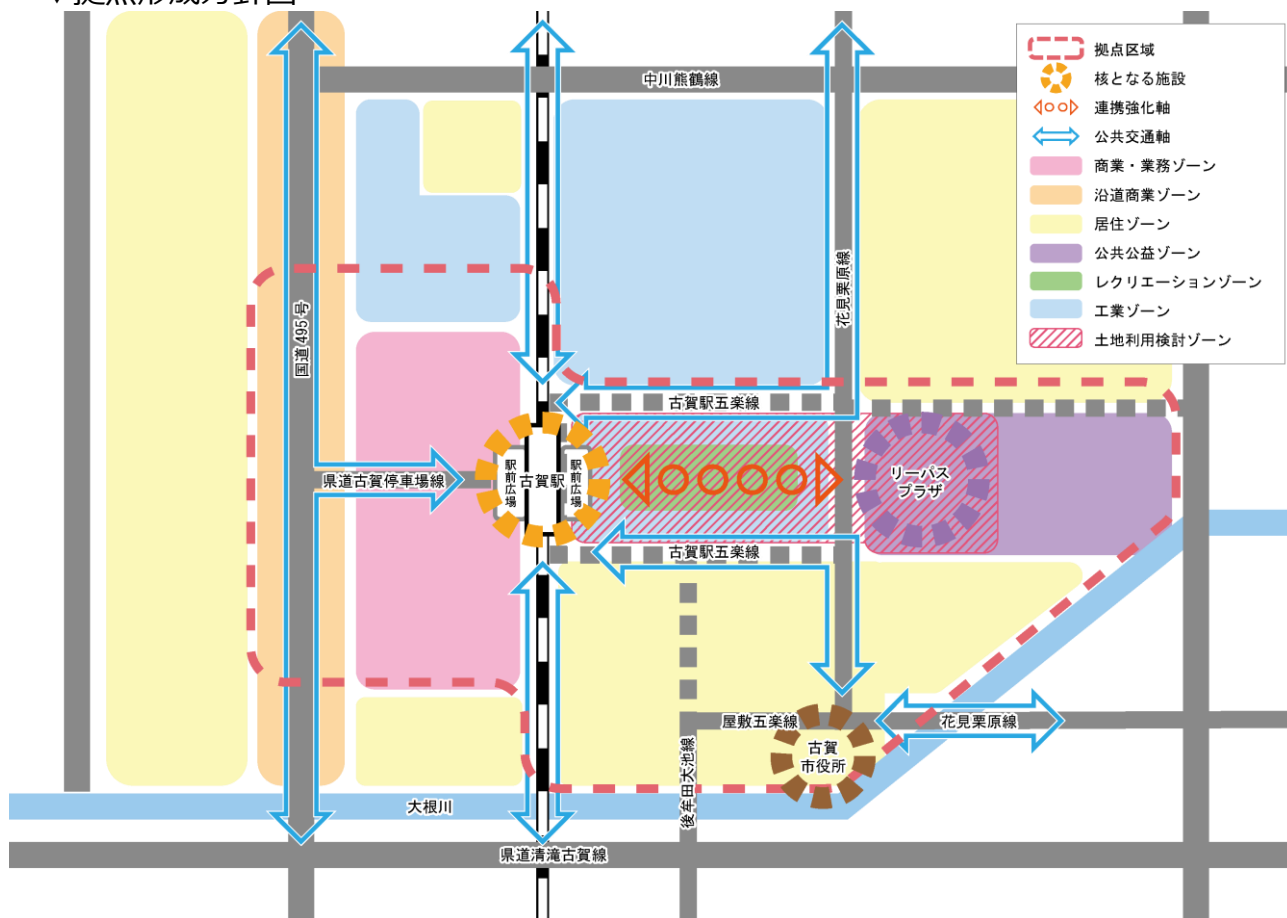 中川熊鶴線
拠点区域
核となる施設
連携強化軸
公共交通軸
商業・業務ゾーン
沿道商業ゾーン
居住ゾーン
公共公益ゾーン
レクリエーションゾーン
工業ゾーン
土地利用検討ゾーン
国道495号
花見栗原線
古賀駅五楽線
県道古賀停車場線
駅前広場
古賀駅
駅前広場
リーパス
プラザ
古賀駅五楽線
屋敷五楽線
花見栗原線
古賀
市役所
後牟田大池線
大根川
県道清滝古賀線